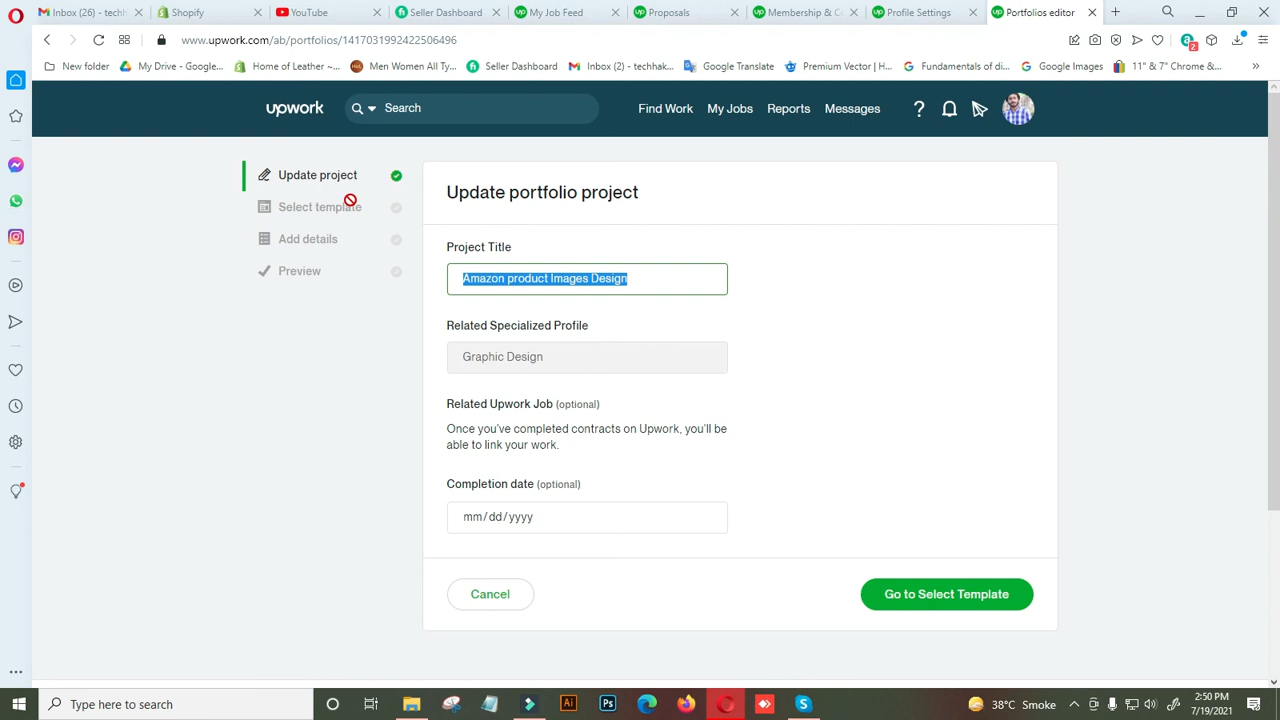 Inbox (26) - techh
Shopify
YouTube
Seller Dashboard
My Job Feed
Proposals
Membership & C
Profile Settings
Portfolios editor
www.upwork.com/ab/portfolios/1417031992422506496
2
New folder
My Drive - Google...
Home of Leather ~...
Men Women All Ty...
Seller Dashboard
Inbox (2) - techhak...
Google Translate
Premium Vector | H...
Fundamentals of di...
Google Images
11" & 7" Chrome &...
upwork
Search
Find Work
My Jobs
Reports
Messages
Update project
Select template
Add details
Preview
Update portfolio project
Project Title
Amazon product Images Design
Related Specialized Profile
Graphic Design
Related Upwork Job (optional)
Once you've completed contracts on Upwork, you'll be
able to link your work.
Completion date (optional)
mm/dd/yyyy
Cancel
Go to Select Template
Type here to search
Ai
Ps
38°C Smoke
2:50 PM
7/19/2021